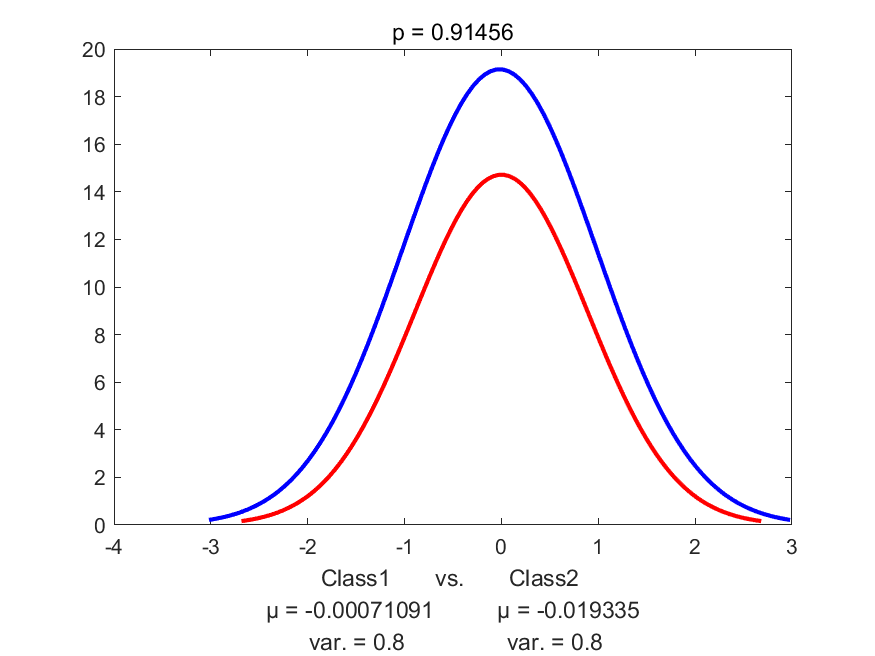 p = 0.91456
20
18
16
14
12
10
8
6
4
2
0
-4 -3 -2 -1 0 1 2 3
Class1 vs. Class2
μ = -0.00071091 μ = -0.019335
var. = 0.8 var. = 0.8